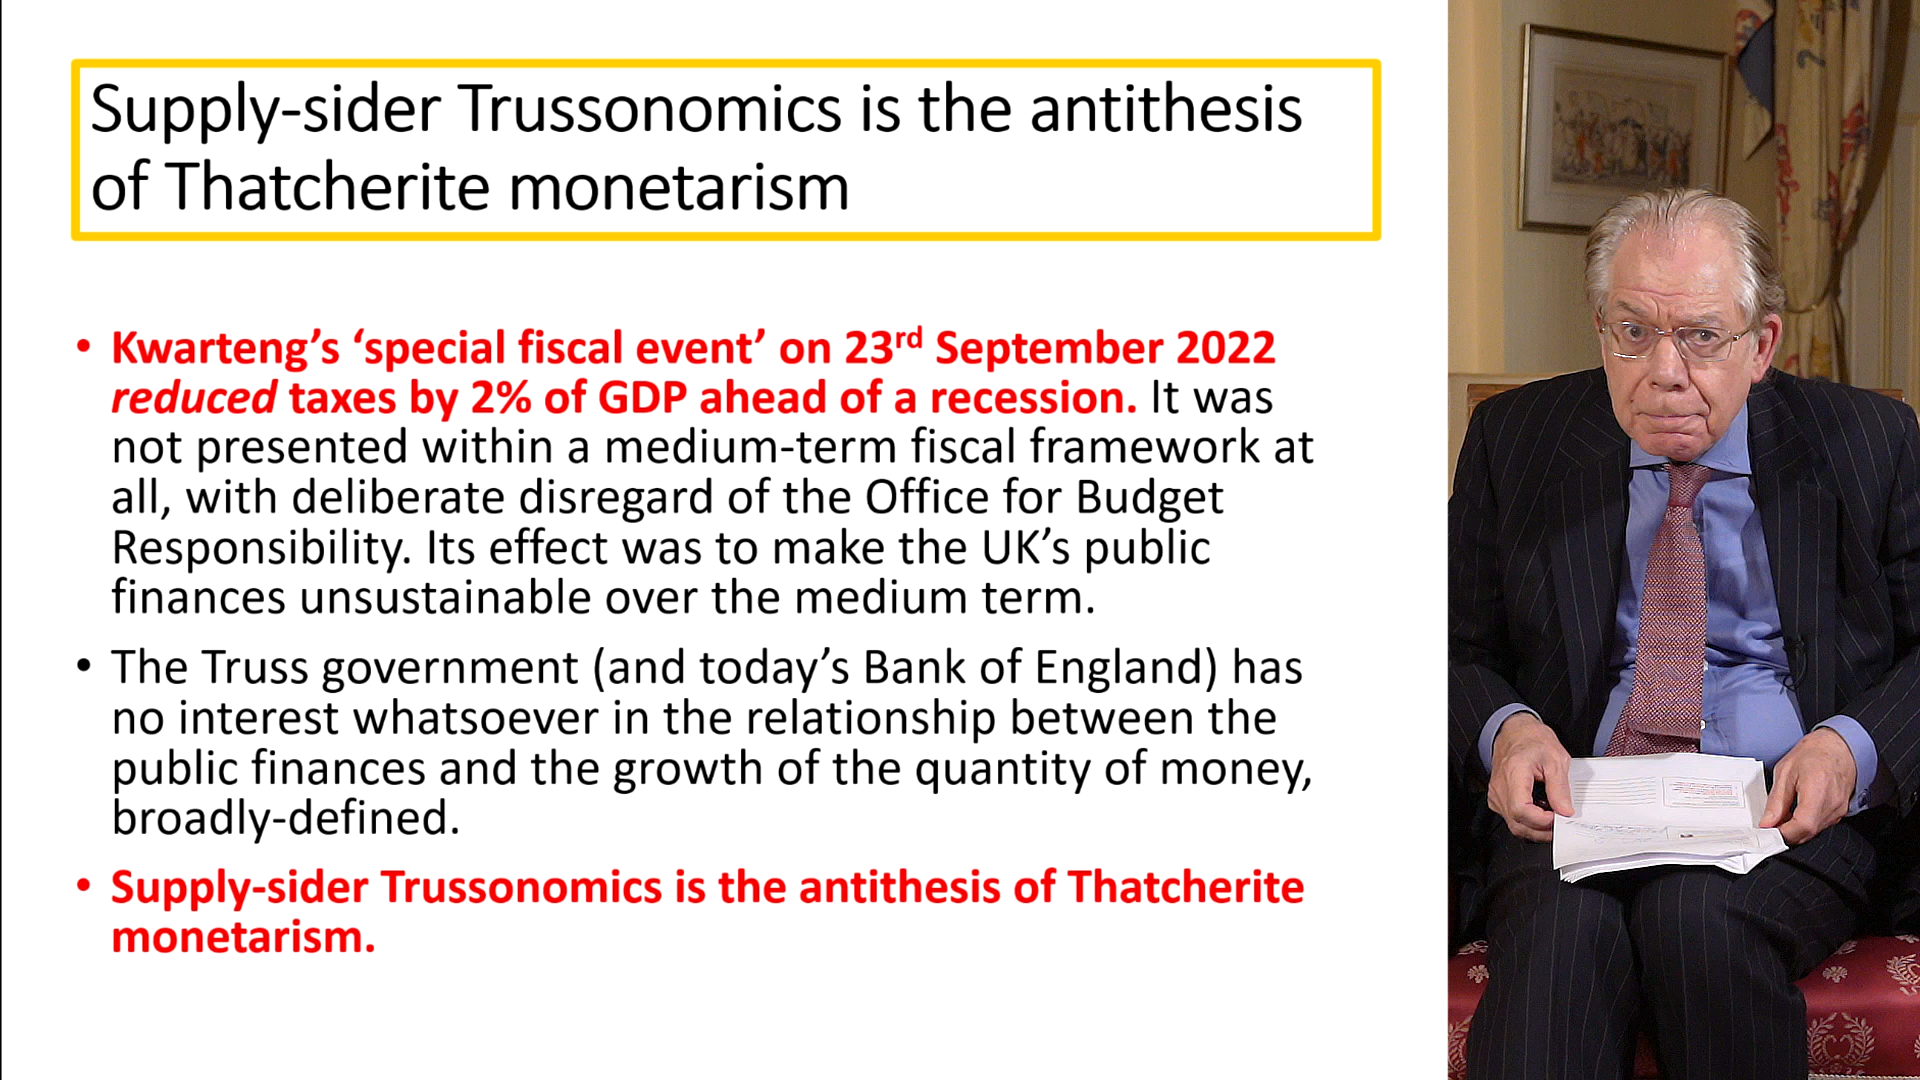 Supply-sider Trussonomics is the antithesis
of Thatcherite monetarism
• Kwarteng’s ‘special fiscal event’ on 23rd September 2022
reduced taxes by 2% of GDP ahead of a recession. It was
not presented within a medium-term fiscal framework at
all, with deliberate disregard of the Office for Budget
Responsibility. Its effect was to make the UK’s public
finances unsustainable over the medium term.
• The Truss government (and today’s Bank of England) has
no interest whatsoever in the relationship between the
public finances and the growth of the quantity of money,
broadly-defined.
• Supply-sider Trussonomics is the antithesis of Thatcherite
monetarism.